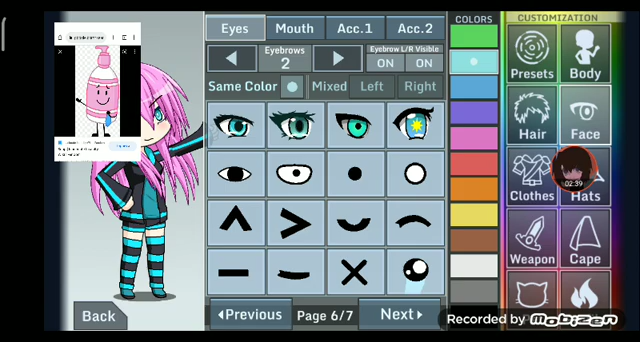 Eyes
Mouth
Acc.1
Acc.2
COLORS
CUSTOMIZATION
Eyebrows
2
Eyebrow L/R Visible
ON
ON
Same Color
Mixed
Left
Right
Presets
Body
Hair
Face
Clothes
Hats
02:39
Weapon
Cape
Back
Previous
Page 6/7
Next
Recorded by MOBIZEN